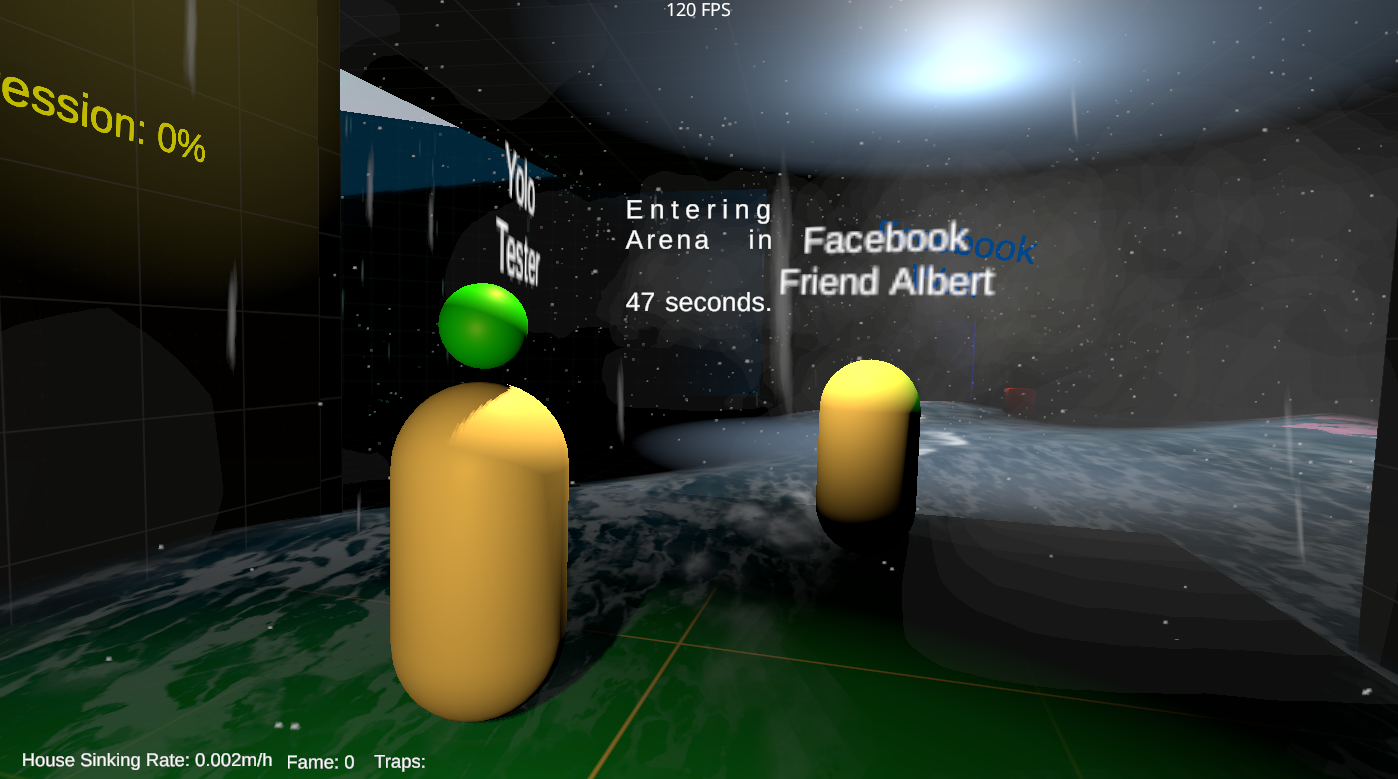 120 FPS
ession: 0%
Yolo
Tester
Entering
Arena in
47 seconds.
Facebook
Friend Albert
House Sinking Rate: 0.002m/h Fame: 0 Traps: